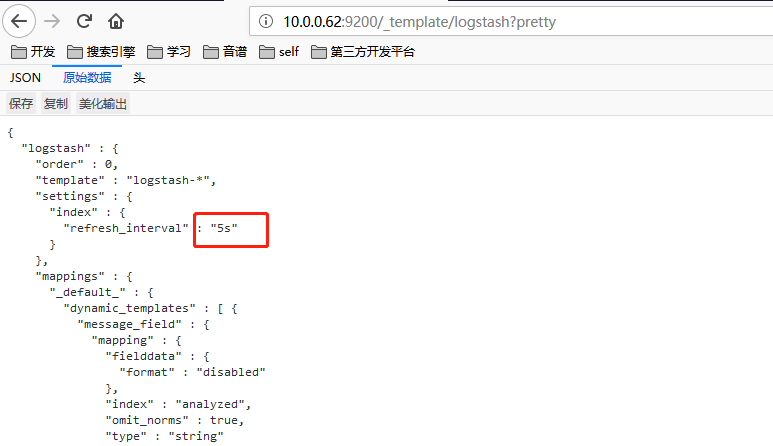 10.0.0.62:9200/_template/logstash?pretty
开发 搜索引擎 学习 音谱 self 第三方开发平台
JSON 原始数据 头
保存 复制 美化输出
{
  "logstash" : {
    "order" : 0,
    "template" : "logstash-*",
    "settings" : {
      "index" : {
        "refresh_interval" : "5s"
      }
    },
    "mappings" : {
      "_default_" : {
        "dynamic_templates" : [ {
          "message_field" : {
            "mapping" : {
              "fielddata" : {
                "format" : "disabled"
              },
              "index" : "analyzed",
              "omit_norms" : true,
              "type" : "string"